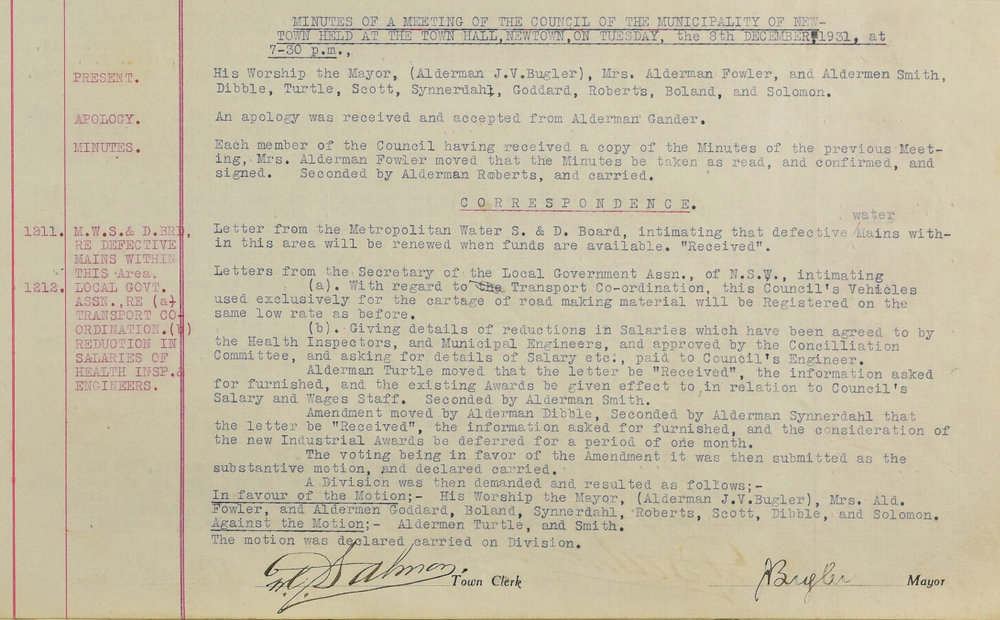 MINUTES OF A MEETING OF THE COUNCIL OF THE MUNICIPALITY OF NEW-
TOWN HELD AT THE TOWN HALL,NEWTOWN,ON TUESDAY, the 8th DECEMBER,1931, at
7-30 p.m.,
PRESENT.
His Worship the Mayor, (Alderman J.V.Bugler), Mrs. Alderman Fowler, and Aldermen Smith,
Dibble, Turtle, Scott, Synnerdahl, Goddard, Roberts, Boland, and Solomon.
APOLOGY.
An apology was received and accepted from Alderman Gander.
MINUTES.
Each member of the Council having received a copy of the Minutes of the previous Meet-
ing, Mrs. Alderman Fowler moved that the Minutes be taken as read, and confirmed, and
signed. Seconded by Alderman Roberts, and carried.
CORRESPONDENCE.
1211.
M.W.S.& D.BRD,
RE DEFECTIVE
MAINS WITHIN
THIS Area.
water
Letter from the Metropolitan Water S. & D. Board, intimating that defective/Mains with-
in this area will be renewed when funds are available. "Received".
1212.
LOCAL GOVT.
ASSN.,RE (a)
TRANSPORT CO-
ORDINATION.(b)
REDUCTION IN
SALARIES OF
HEALTH INSP.&
ENGINEERS.
Letters from the Secretary of the Local Government Assn., of N.S.W., intimating
(a). With regard to the Transport Co-ordination, this Council's Vehicles
used exclusively for the cartage of road making material will be Registered on the
same low rate as before.
(b). Giving details of reductions in Salaries which have been agreed to by
the Health Inspectors, and Municipal Engineers, and approved by the Concilliation
Committee, and asking for details of Salary etc., paid to Council's Engineer.
Alderman Turtle moved that the letter be "Received", the information asked
for furnished, and the existing Awards be given effect to,in relation to Council's
Salary and Wages Staff. Seconded by Alderman Smith.
Amendment moved by Alderman Dibble, Seconded by Alderman Synnerdahl that
the letter be "Received", the information asked for furnished, and the consideration of
the new Industrial Awards be deferred for a period of one month.
The voting being in favor of the Amendment it was then submitted as the
substantive motion, and declared carried.
A Division was then demanded and resulted as follows;-
In favour of the Motion;- His Worship the Mayor, (Alderman J.V.Bugler), Mrs. Ald.
Fowler, and Aldermen Goddard, Boland, Synnerdahl, Roberts, Scott, Dibble, and Solomon.
Against the Motion;- Aldermen Turtle, and Smith.
The motion was declared carried on Division.
Salmon. Town Clerk
Bugler Mayor